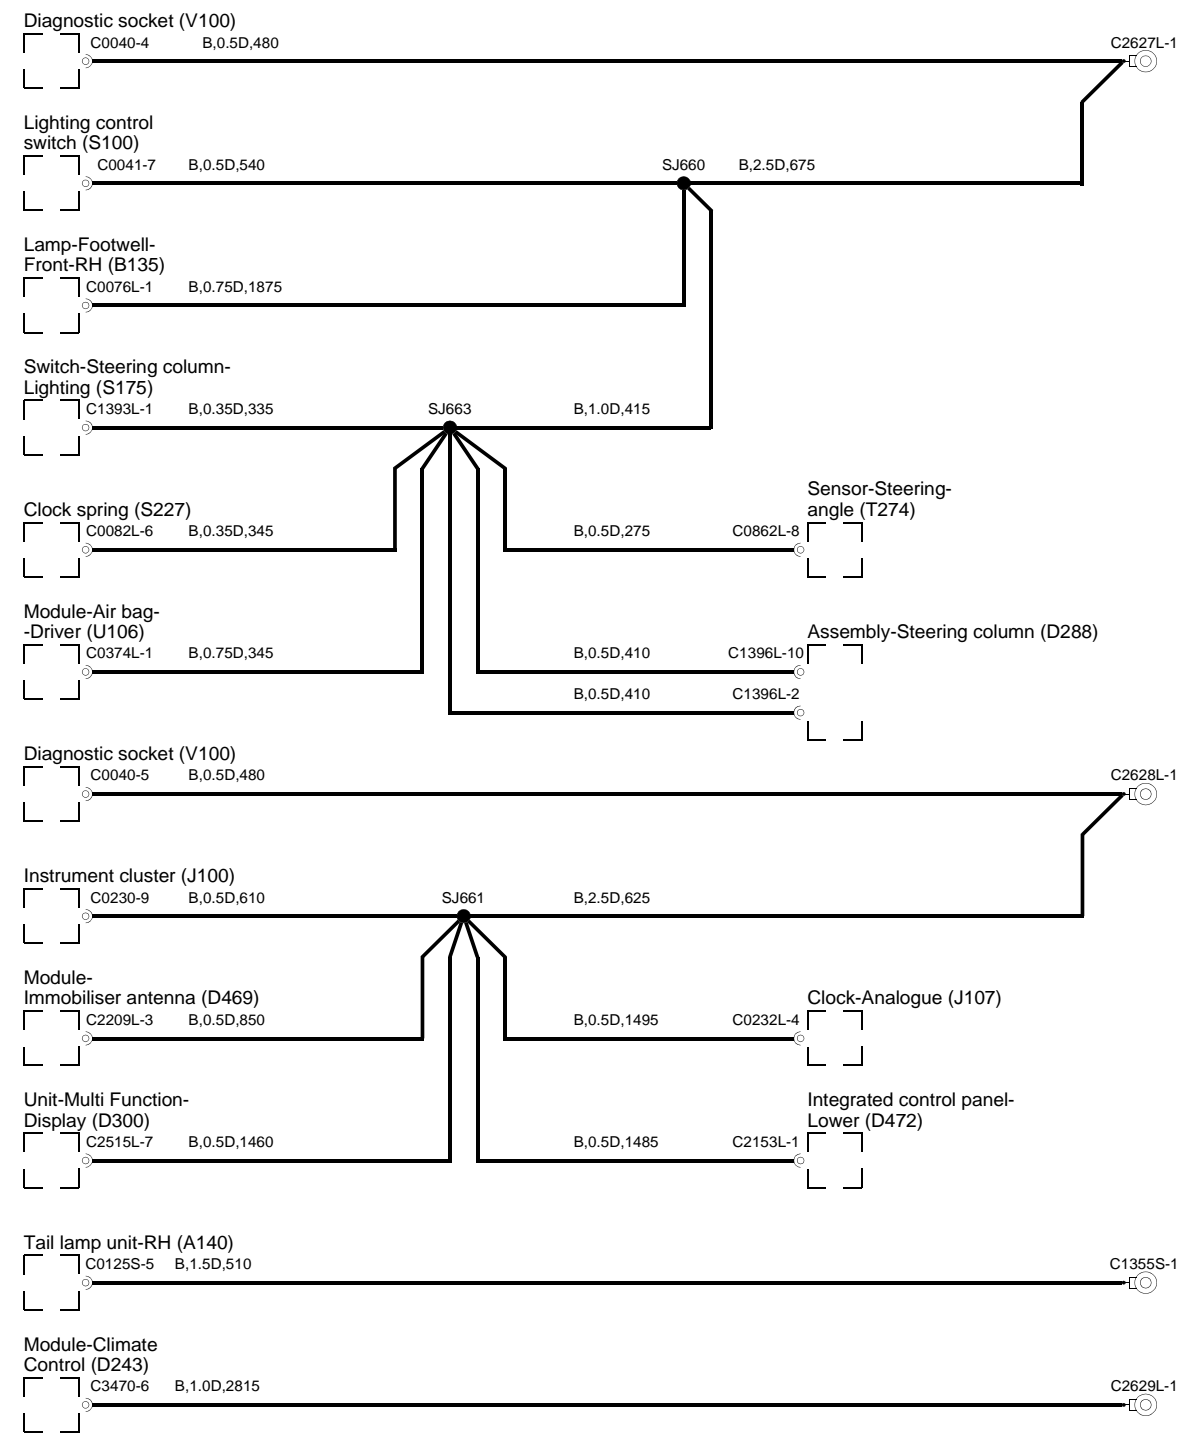 Diagnostic socket (V100)
C0040-4 B,0.5D,480 C2627L-1
Lighting control
switch (S100)
C0041-7 B,0.5D,540 SJ660 B,2.5D,675
Lamp-Footwell-
Front-RH (B135)
C0076L-1 B,0.75D,1875
Switch-Steering column-
Lighting (S175)
C1393L-1 B,0.35D,335 SJ663 B,1.0D,415
Sensor-Steering-
angle (T274)
Clock spring (S227)
C0082L-6 B,0.35D,345 B,0.5D,275 C0862L-8
Module-Air bag-
-Driver (U106)
Assembly-Steering column (D288)
C0374L-1 B,0.75D,345 B,0.5D,410 C1396L-10
B,0.5D,410 C1396L-2
Diagnostic socket (V100)
C0040-5 B,0.5D,480 C2628L-1
Instrument cluster (J100)
C0230-9 B,0.5D,610 SJ661 B,2.5D,625
Module-
Immobiliser antenna (D469)
Clock-Analogue (J107)
C2209L-3 B,0.5D,850 B,0.5D,1495 C0232L-4
Unit-Multi Function-
Display (D300)
Integrated control panel-
Lower (D472)
C2515L-7 B,0.5D,1460 B,0.5D,1485 C2153L-1
Tail lamp unit-RH (A140)
C0125S-5 B,1.5D,510 C1355S-1
Module-Climate
Control (D243)
C3470-6 B,1.0D,2815 C2629L-1